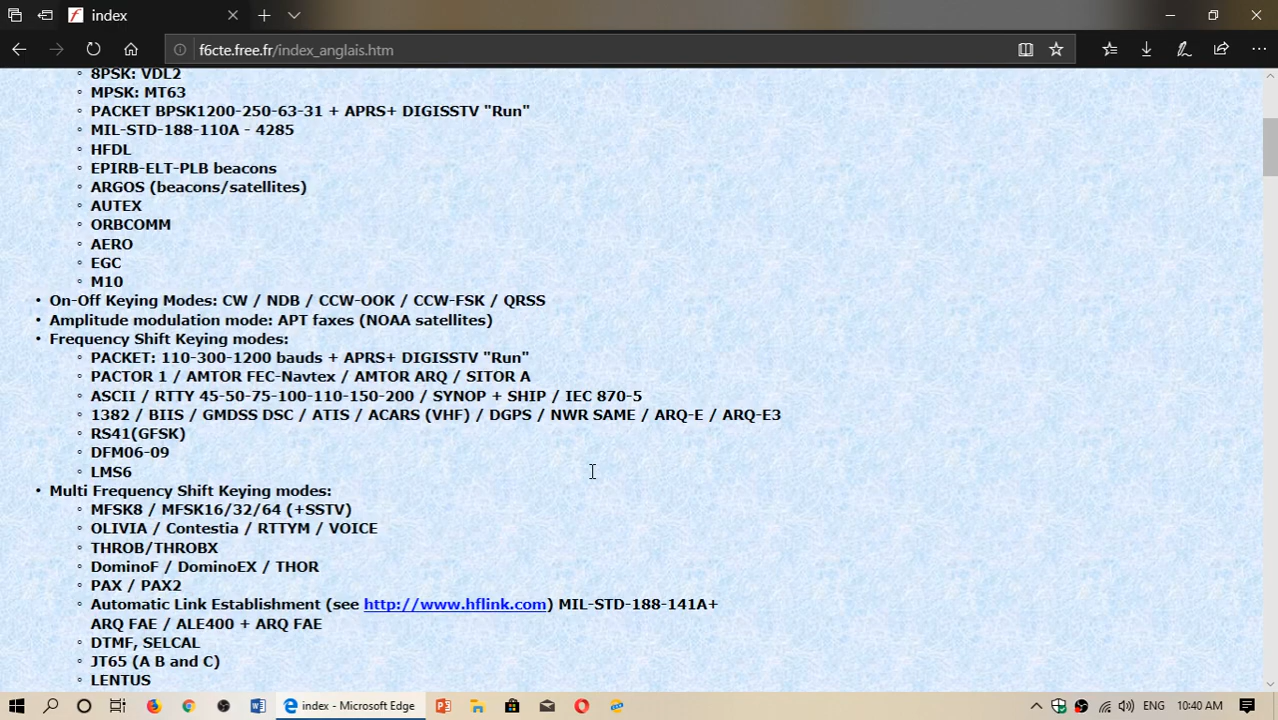 index
f6cte.free.fr/index_anglais.htm
8PSK: VDL2
MPSK: MT63
PACKET BPSK1200-250-63-31 + APRS+ DIGISSTV "Run"
MIL-STD-188-110A - 4285
HFDL
EPIRB-ELT-PLB beacons
ARGOS (beacons/satellites)
AUTEX
ORBCOMM
AERO
EGC
M10
On-Off Keying Modes: CW / NDB / CCW-OOK / CCW-FSK / QRSS
Amplitude modulation mode: APT faxes (NOAA satellites)
Frequency Shift Keying modes:
PACKET: 110-300-1200 bauds + APRS+ DIGISSTV "Run"
PACTOR 1 / AMTOR FEC-Navtex / AMTOR ARQ / SITOR A
ASCII / RTTY 45-50-75-100-110-150-200 / SYNOP + SHIP / IEC 870-5
1382 / BIIS / GMDSS DSC / ATIS / ACARS (VHF) / DGPS / NWR SAME / ARQ-E / ARQ-E3
RS41(GFSK)
DFM06-09
LMS6
Multi Frequency Shift Keying modes:
MFSK8 / MFSK16/32/64 (+SSTV)
OLIVIA / Contestia / RTTYM / VOICE
THROB/THROBX
DominoF / DominoEX / THOR
PAX / PAX2
Automatic Link Establishment (see http://www.hflink.com) MIL-STD-188-141A+
ARQ FAE / ALE400 + ARQ FAE
DTMF, SELCAL
JT65 (A B and C)
LENTUS
index - Microsoft Edge
ENG
10:40 AM